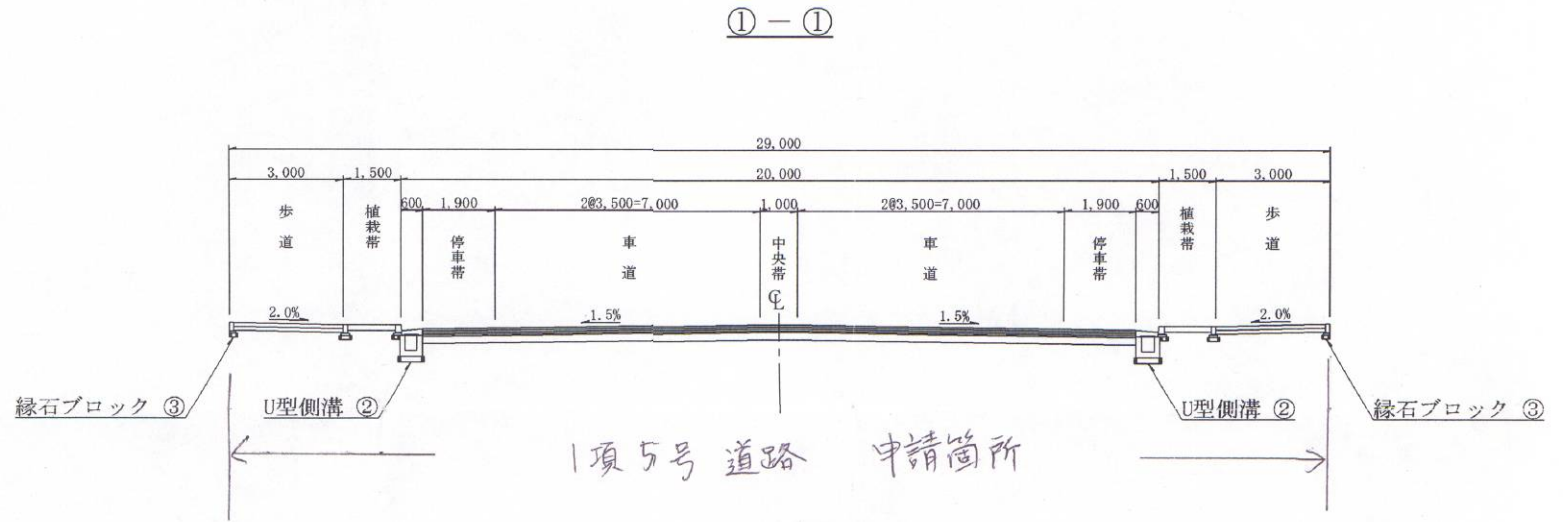 ①－①
29,000
3,000 1,500 20,000 1,500 3,000
600 1,900 2@3,500=7,000 1,000 2@3,500=7,000 1,900 600
歩道 植栽帯 停車帯 車道 中央帯 車道 停車帯 植栽帯 歩道
℄
2.0% 1.5% 1.5% 2.0%
縁石ブロック ③ U型側溝 ② U型側溝 ② 縁石ブロック ③
1項5号道路 申請箇所